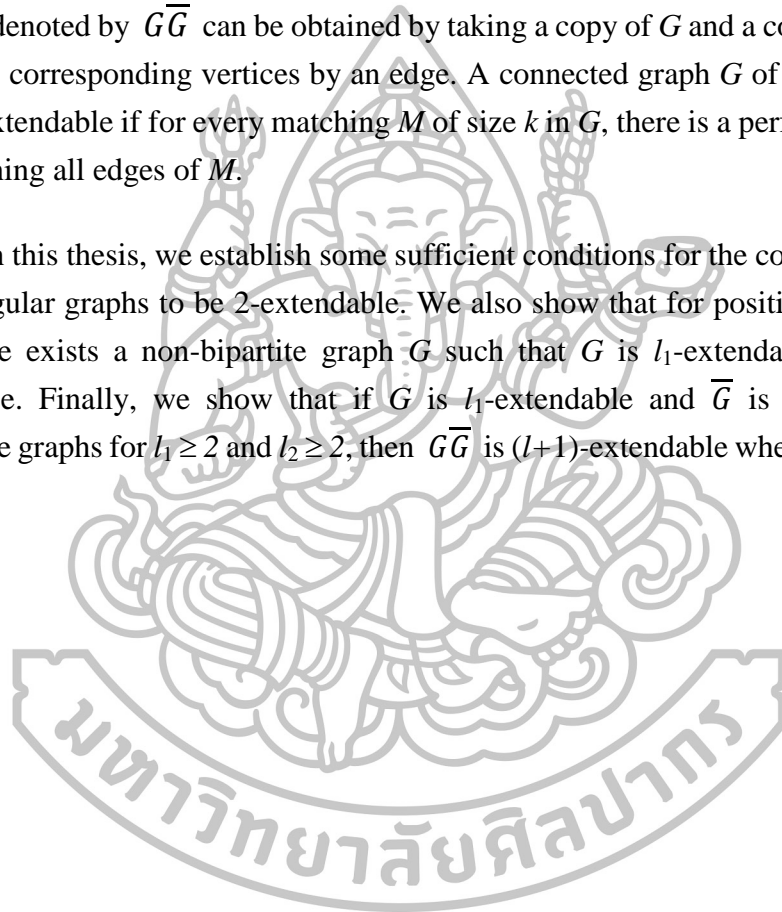 denoted by G͞G can be obtained by taking a copy of G and a co
corresponding vertices by an edge. A connected graph G of
xtendable if for every matching M of size k in G, there is a per
ning all edges of M.
n this thesis, we establish some sufficient conditions for the co
gular graphs to be 2-extendable. We also show that for positi
e exists a non-bipartite graph G such that G is l₁-extenda
e. Finally, we show that if G is l₁-extendable and G̅ is
e graphs for l₁ ≥ 2 and l₂ ≥ 2, then GG̅ is (l+1)-extendable whe
มหาวิทยาลัยศิลปากร